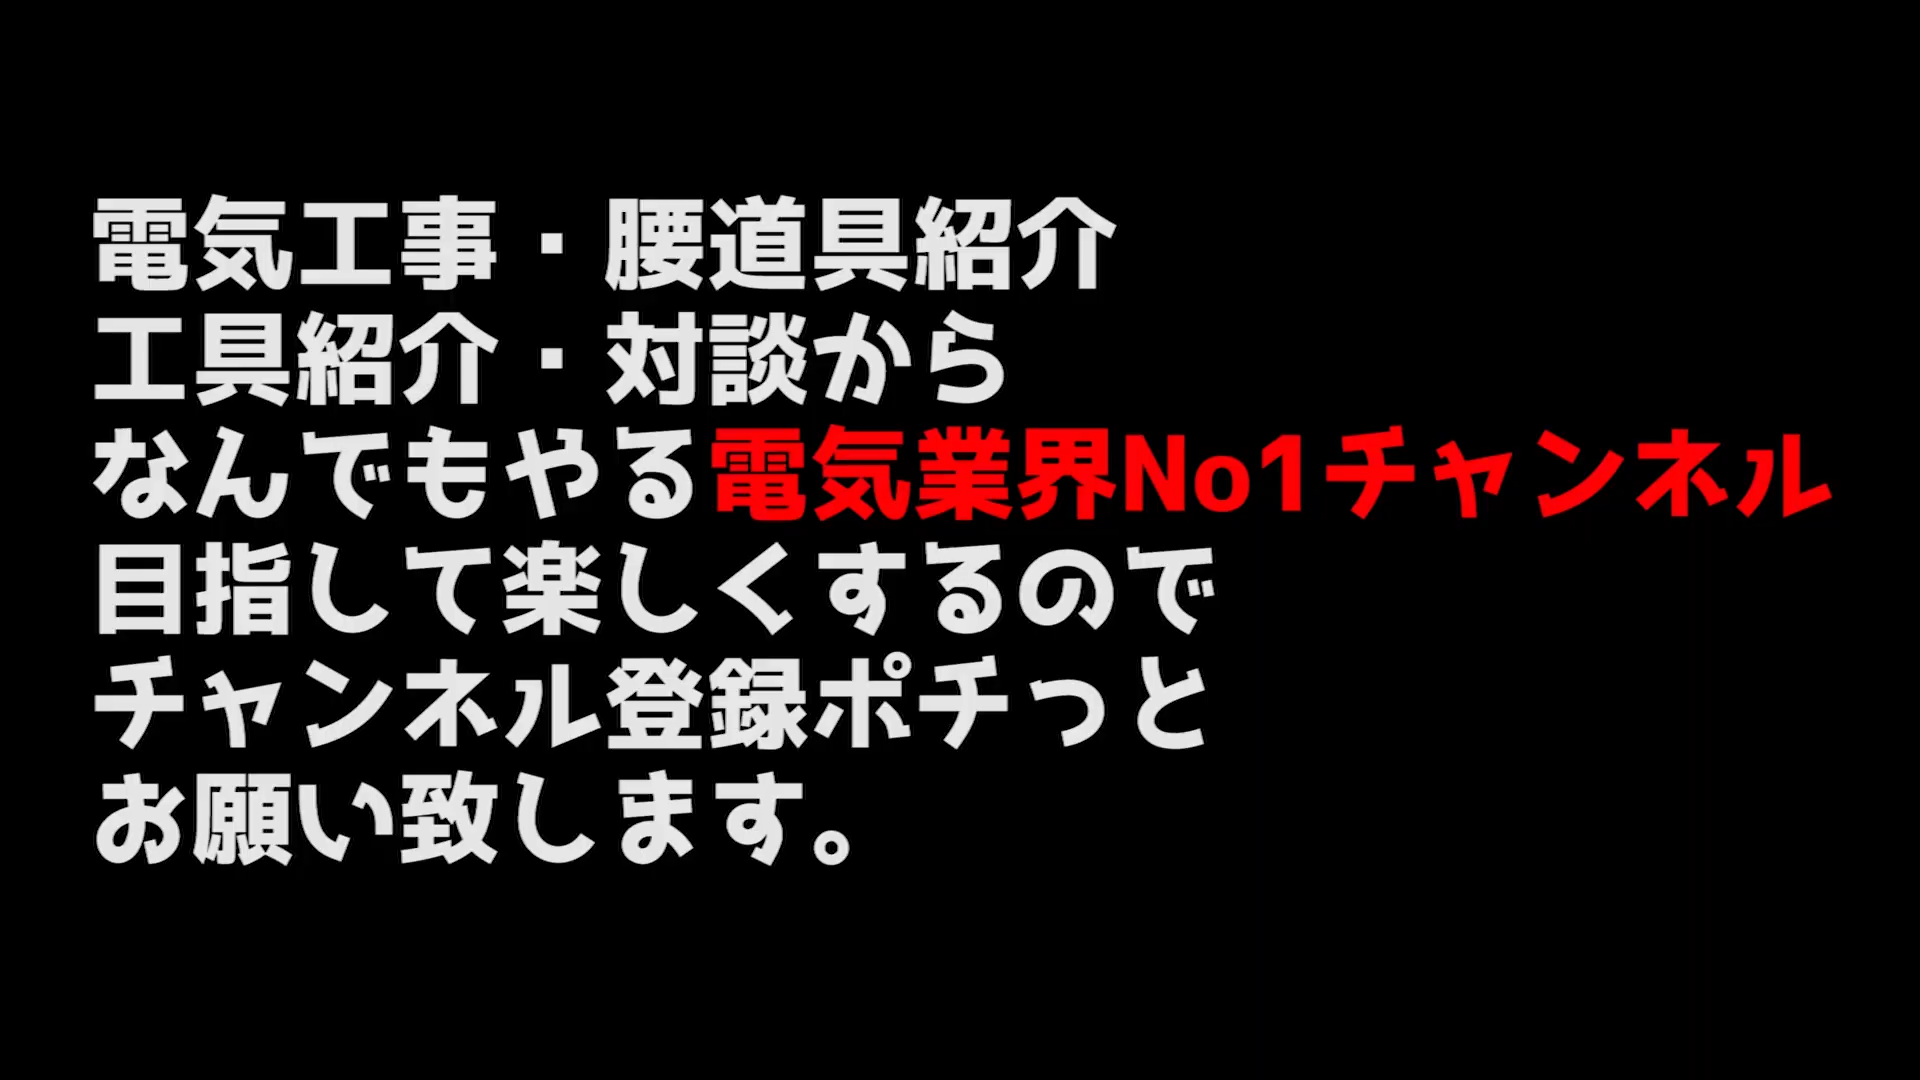 電気工事・腰道具紹介
工具紹介・対談から
なんでもやる電気業界No1チャンネル
目指して楽しくするので
チャンネル登録ポチっと
お願い致します。